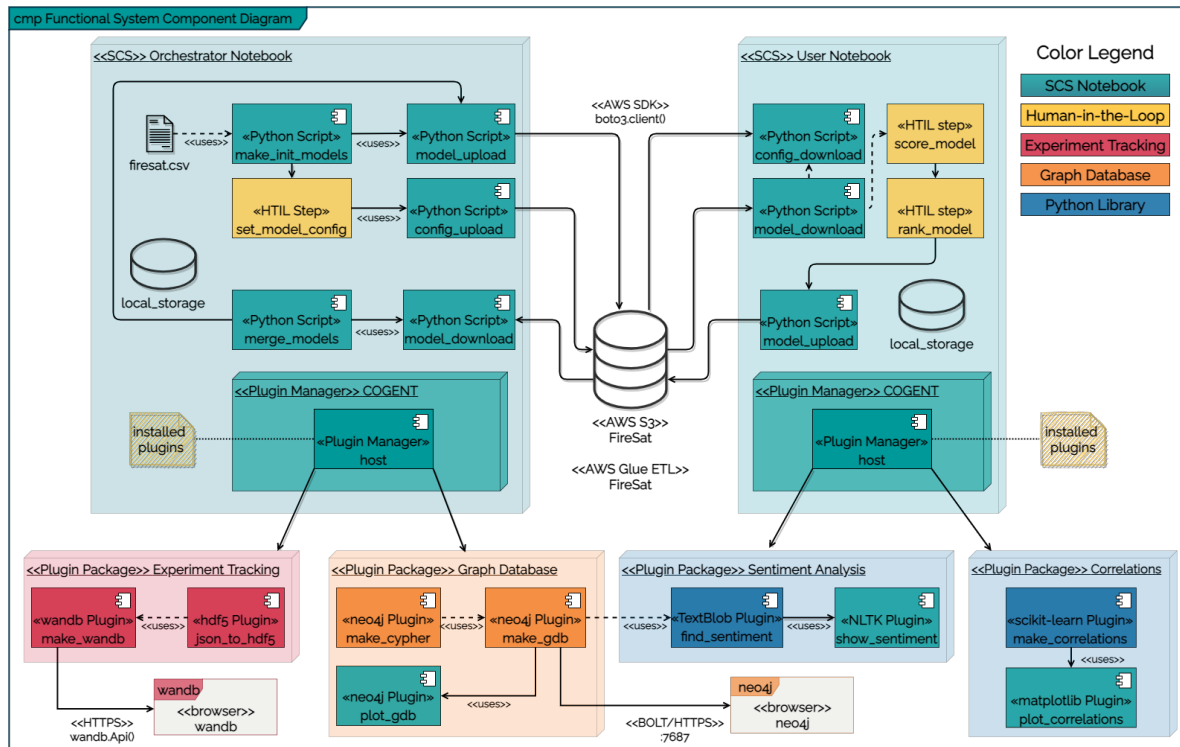 cmp Functional System Component Diagram
<<SCS>> Orchestrator Notebook
firesat.csv
<<uses>>
«Python Script»
make_init_models
<<uses>>
«Python Script»
model_upload
«HTIL Step»
set_model_config
<<uses>>
«Python Script»
config_upload
local_storage
«Python Script»
merge_models
<<uses>>
«Python Script»
model_download
<<Plugin Manager>> COGENT
«Plugin Manager»
host
installed
plugins
<<AWS SDK>>
boto3.client()
<<AWS S3>>
FireSat
<<AWS Glue ETL>>
FireSat
<<SCS>> User Notebook
«Python Script»
config_download
«HTIL step»
score_model
«Python Script»
model_download
«HTIL step»
rank_model
«Python Script»
model_upload
local_storage
<<Plugin Manager>> COGENT
«Plugin Manager»
host
installed
plugins
Color Legend
SCS Notebook
Human-in-the-Loop
Experiment Tracking
Graph Database
Python Library
<<Plugin Package>> Experiment Tracking
«wandb Plugin»
make_wandb
<<uses>>
«hdf5 Plugin»
json_to_hdf5
<<HTTPS>>
wandb.Api()
wandb
<<browser>>
wandb
<<Plugin Package>> Graph Database
«neo4j Plugin»
make_cypher
<<uses>>
«neo4j Plugin»
make_gdb
«neo4j Plugin»
plot_gdb
<<uses>>
<<BOLT/HTTPS>
:7687
neo4j
<<browser>>
neo4j
<<Plugin Package>> Sentiment Analysis
<<uses>>
«TextBlob Plugin»
find_sentiment
<<uses>>
«NLTK Plugin»
show_sentiment
<<Plugin Package>> Correlations
«scikit-learn Plugin»
make_correlations
<<uses>>
«matplotlib Plugin»
plot_correlations